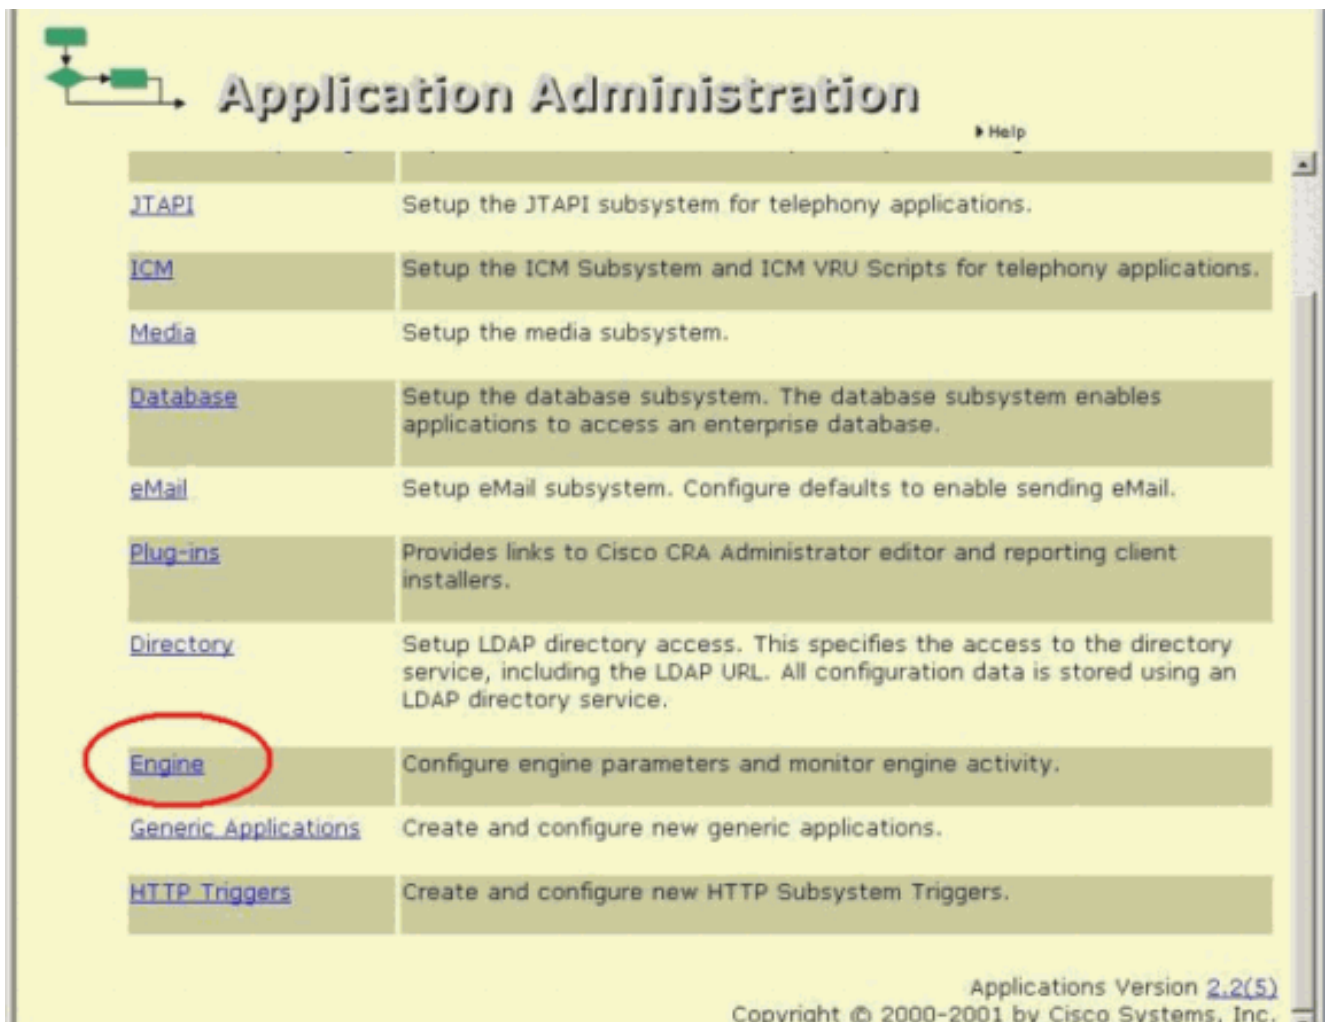 Application Administration
Help
JTAPI
Setup the JTAPI subsystem for telephony applications.
ICM
Setup the ICM Subsystem and ICM VRU Scripts for telephony applications.
Media
Setup the media subsystem.
Database
Setup the database subsystem. The database subsystem enables
applications to access an enterprise database.
eMail
Setup eMail subsystem. Configure defaults to enable sending eMail.
Plug-ins
Provides links to Cisco CRA Administrator editor and reporting client
installers.
Directory
Setup LDAP directory access. This specifies the access to the directory
service, including the LDAP URL. All configuration data is stored using an
LDAP directory service.
Engine
Configure engine parameters and monitor engine activity.
Generic Applications
Create and configure new generic applications.
HTTP Triggers
Create and configure new HTTP Subsystem Triggers.
Applications Version 2.2(5)
Copyright © 2000-2001 by Cisco Systems, Inc.